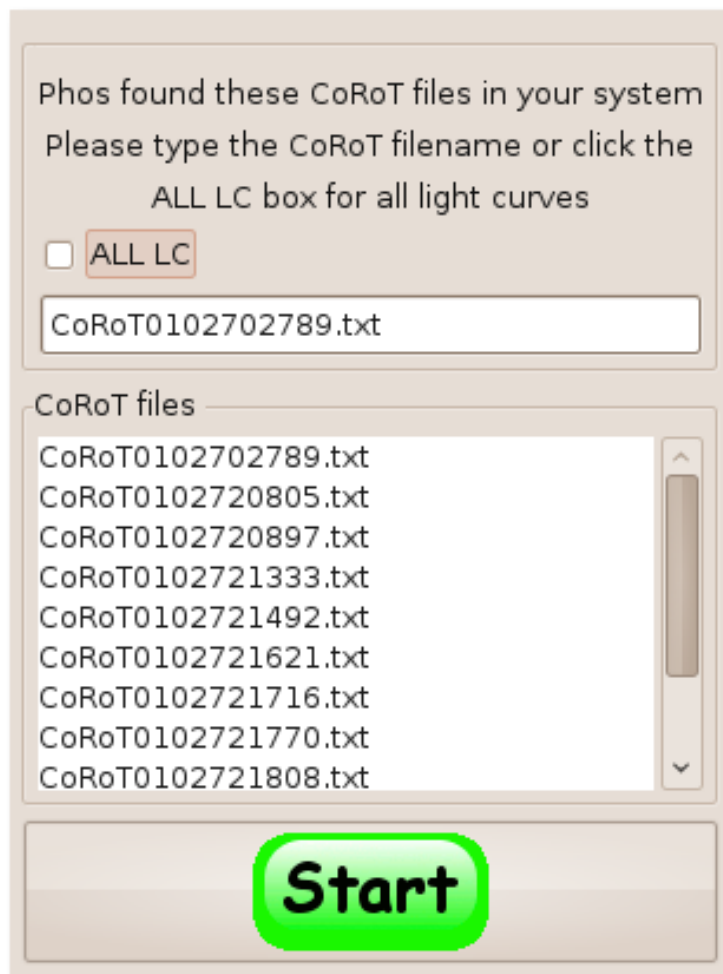 Phos found these CoRoT files in your system
Please type the CoRoT filename or click the
ALL LC box for all light curves
ALL LC
CoRoT0102702789.txt
CoRoT files
CoRoT0102702789.txt
CoRoT0102720805.txt
CoRoT0102720897.txt
CoRoT0102721333.txt
CoRoT0102721492.txt
CoRoT0102721621.txt
CoRoT0102721716.txt
CoRoT0102721770.txt
CoRoT0102721808.txt
Start